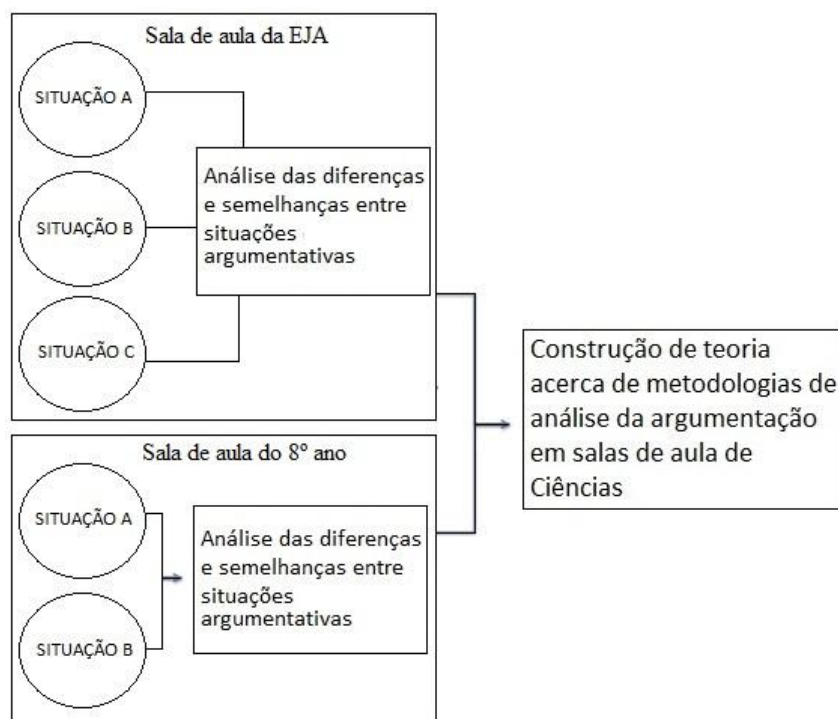 Sala de aula da EJA
SITUAÇÃO A
SITUAÇÃO B
SITUAÇÃO C
Análise das diferenças
e semelhanças entre
situações
argumentativas
Sala de aula do 8º ano
SITUAÇÃO A
SITUAÇÃO B
Análise das diferenças
e semelhanças entre
situações
argumentativas
Construção de teoria
acerca de metodologias de
análise da argumentação
em salas de aula de
Ciências